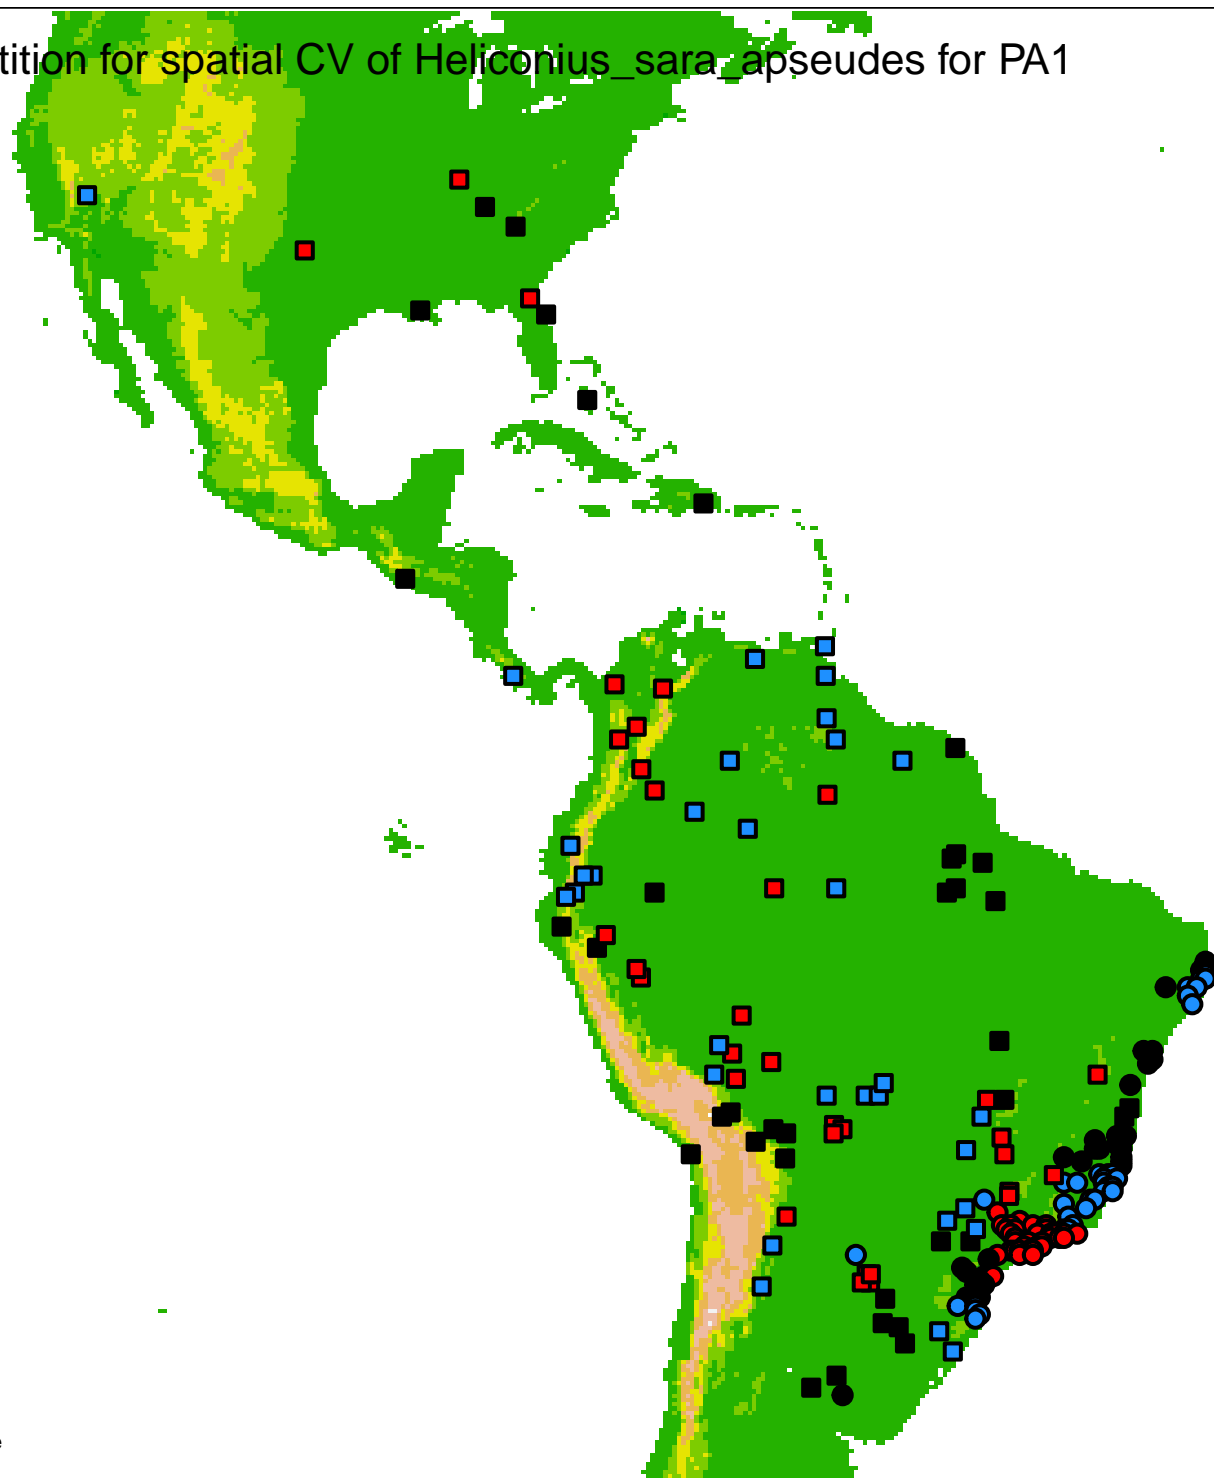 tition for spatial CV of Heliconius_sara_apseudes for PA1